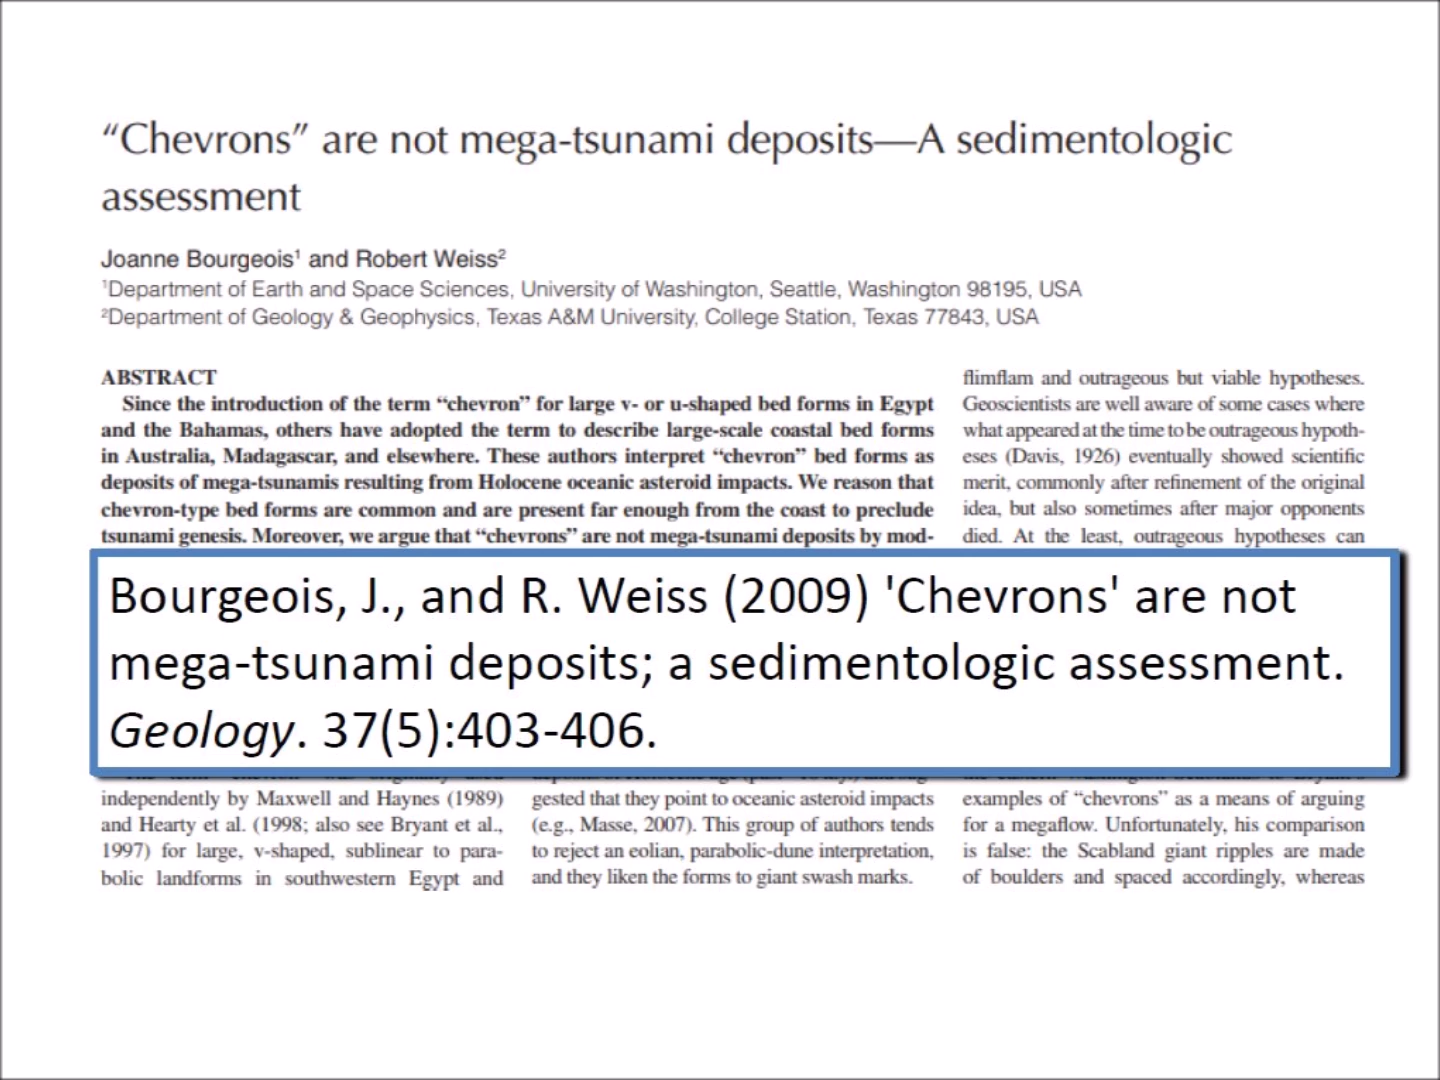 “Chevrons” are not mega-tsunami deposits—A sedimentologic
assessment
Joanne Bourgeois¹ and Robert Weiss²
¹Department of Earth and Space Sciences, University of Washington, Seattle, Washington 98195, USA
²Department of Geology & Geophysics, Texas A&M University, College Station, Texas 77843, USA
ABSTRACT
Since the introduction of the term “chevron” for large v- or u-shaped bed forms in Egypt
and the Bahamas, others have adopted the term to describe large-scale coastal bed forms
in Australia, Madagascar, and elsewhere. These authors interpret “chevron” bed forms as
deposits of mega-tsunamis resulting from Holocene oceanic asteroid impacts. We reason that
chevron-type bed forms are common and are present far enough from the coast to preclude
tsunami genesis. Moreover, we argue that “chevrons” are not mega-tsunami deposits by mod-
flimflam and outrageous but viable hypotheses.
Geoscientists are well aware of some cases where
what appeared at the time to be outrageous hypoth-
eses (Davis, 1926) eventually showed scientific
merit, commonly after refinement of the original
idea, but also sometimes after major opponents
died. At the least, outrageous hypotheses can
Bourgeois, J., and R. Weiss (2009) 'Chevrons' are not
mega-tsunami deposits; a sedimentologic assessment.
Geology. 37(5):403-406.
independently by Maxwell and Haynes (1989)
and Hearty et al. (1998; also see Bryant et al.,
1997) for large, v-shaped, sublinear to para-
bolic landforms in southwestern Egypt and
gested that they point to oceanic asteroid impacts
(e.g., Masse, 2007). This group of authors tends
to reject an eolian, parabolic-dune interpretation,
and they liken the forms to giant swash marks.
examples of “chevrons” as a means of arguing
for a megaflow. Unfortunately, his comparison
is false: the Scabland giant ripples are made
of boulders and spaced accordingly, whereas